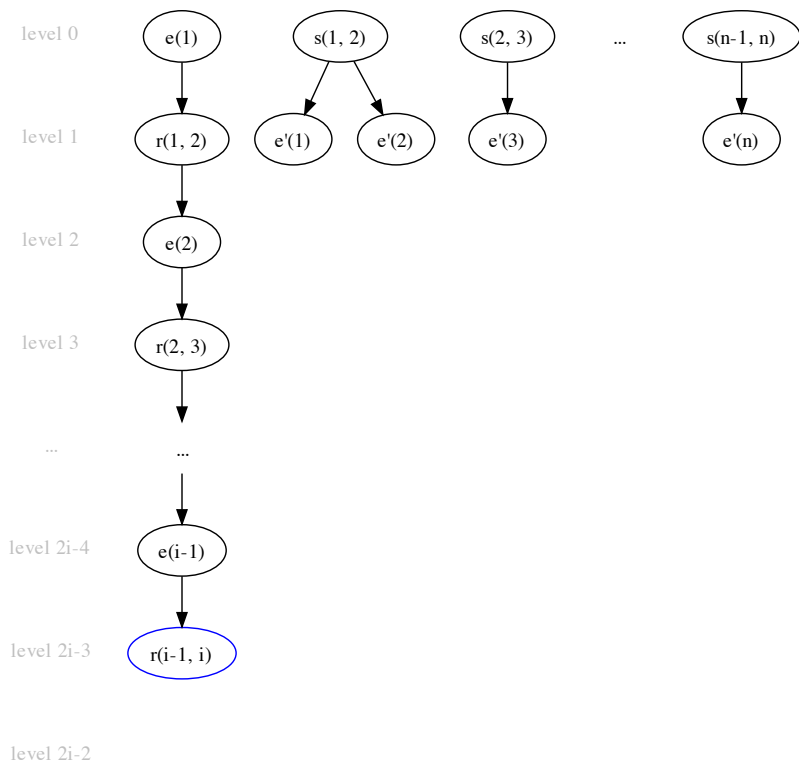 level 0 e(1) s(1, 2) s(2, 3) ... s(n-1, n)
level 1 r(1, 2) e'(1) e'(2) e'(3) e'(n)
level 2 e(2)
level 3 r(2, 3)
... ...
level 2i-4 e(i-1)
level 2i-3 r(i-1, i)
level 2i-2